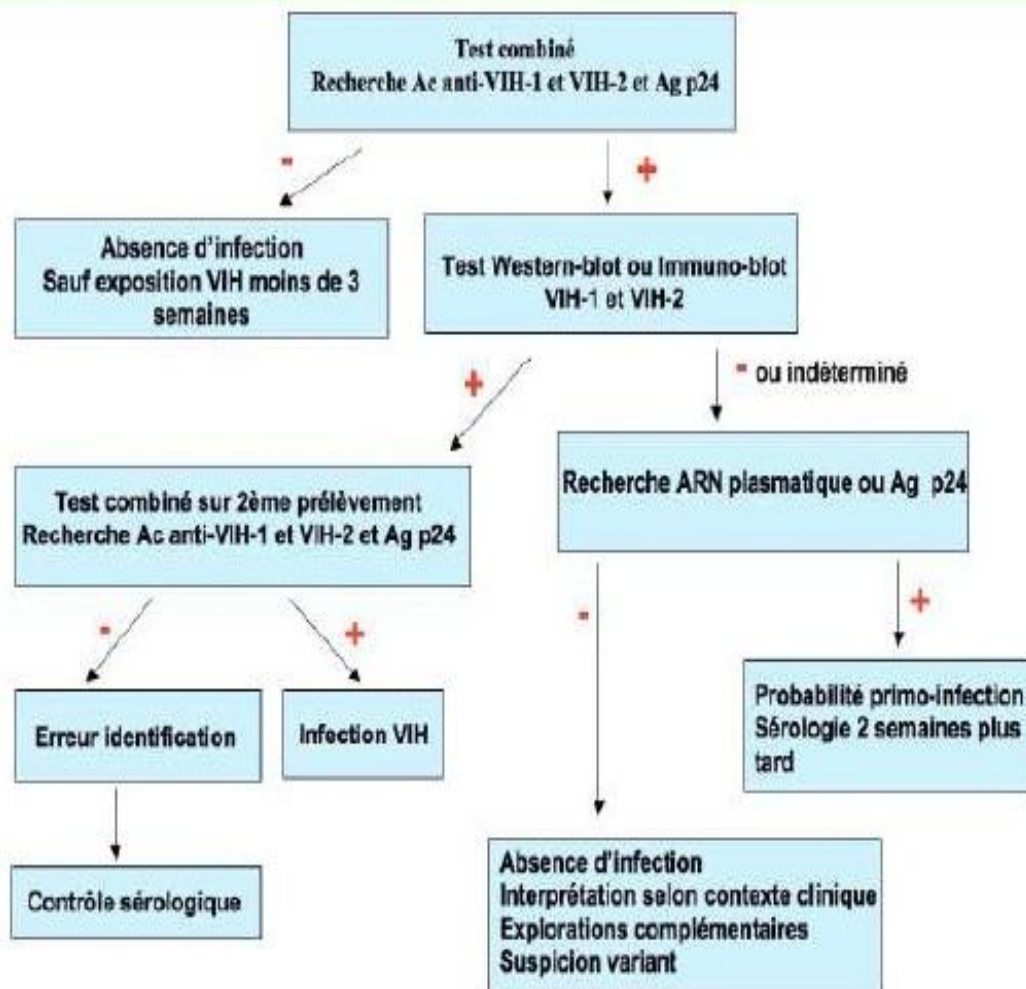 Test combiné
Recherche Ac anti-VIH-1 et VIH-2 et Ag p24
-
+
Absence d'infection
Sauf exposition VIH moins de 3
semaines
Test Western-blot ou Immuno-blot
VIH-1 et VIH-2
+
- ou indéterminé
Test combiné sur 2ème prélèvement
Recherche Ac anti-VIH-1 et VIH-2 et Ag p24
Recherche ARN plasmatique ou Ag p24
-
+
-
+
Erreur identification
Infection VIH
Probabilité primo-infection
Sérologie 2 semaines plus
tard
Contrôle sérologique
Absence d'infection
Interprétation selon contexte clinique
Explorations complémentaires
Suspicion variant